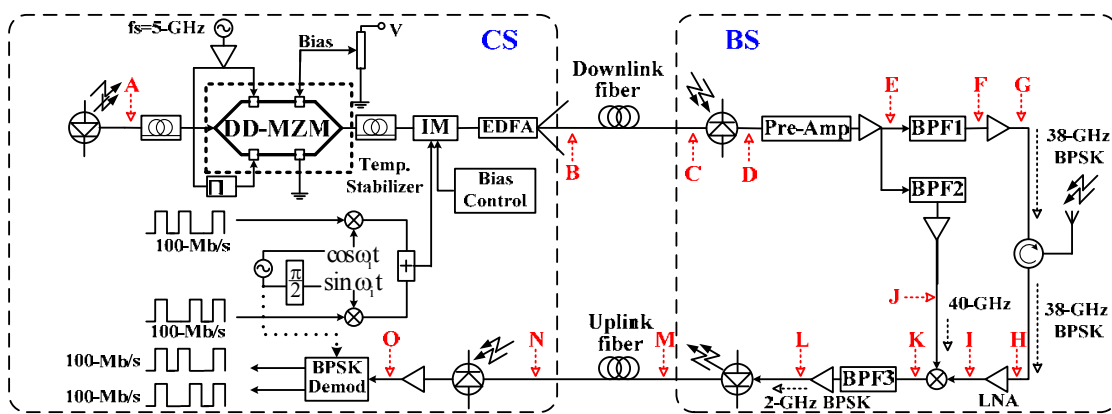 CS
BS
fs=5-GHz
Bias
V
A
DD-MZM
Temp.
Stabilizer
IM
EDFA
Bias
Control
B
Downlink
fiber
C
D
Pre-Amp
E
BPF1
F
G
38-GHz
BPSK
BPF2
100-Mb/s
cosω₁t
π
2
sinω₁t
+
100-Mb/s
J
40-GHz
38-GHz
BPSK
100-Mb/s
100-Mb/s
BPSK
Demod
O
N
Uplink
fiber
M
L
BPF3
K
I
H
LNA
2-GHz BPSK